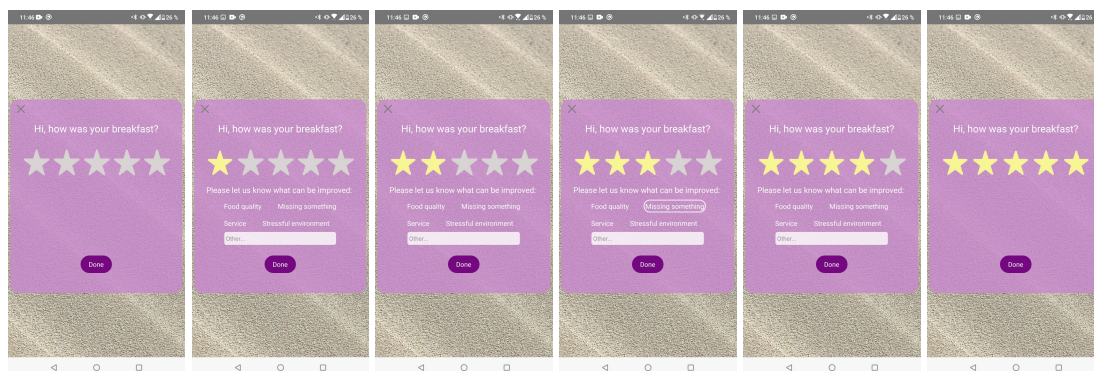 11:46 26 %
Hi, how was your breakfast?
Done
11:46 26 %
Hi, how was your breakfast?
Please let us know what can be improved:
Food quality Missing something
Service Stressful environment
Other...
Done
11:46 26 %
Hi, how was your breakfast?
Please let us know what can be improved:
Food quality Missing something
Service Stressful environment
Other...
Done
11:46 26 %
Hi, how was your breakfast?
Please let us know what can be improved:
Food quality Missing something
Service Stressful environment
Other...
Done
11:46 26 %
Hi, how was your breakfast?
Please let us know what can be improved:
Food quality Missing something
Service Stressful environment
Other...
Done
11:46 26 %
Hi, how was your breakfast?
Done